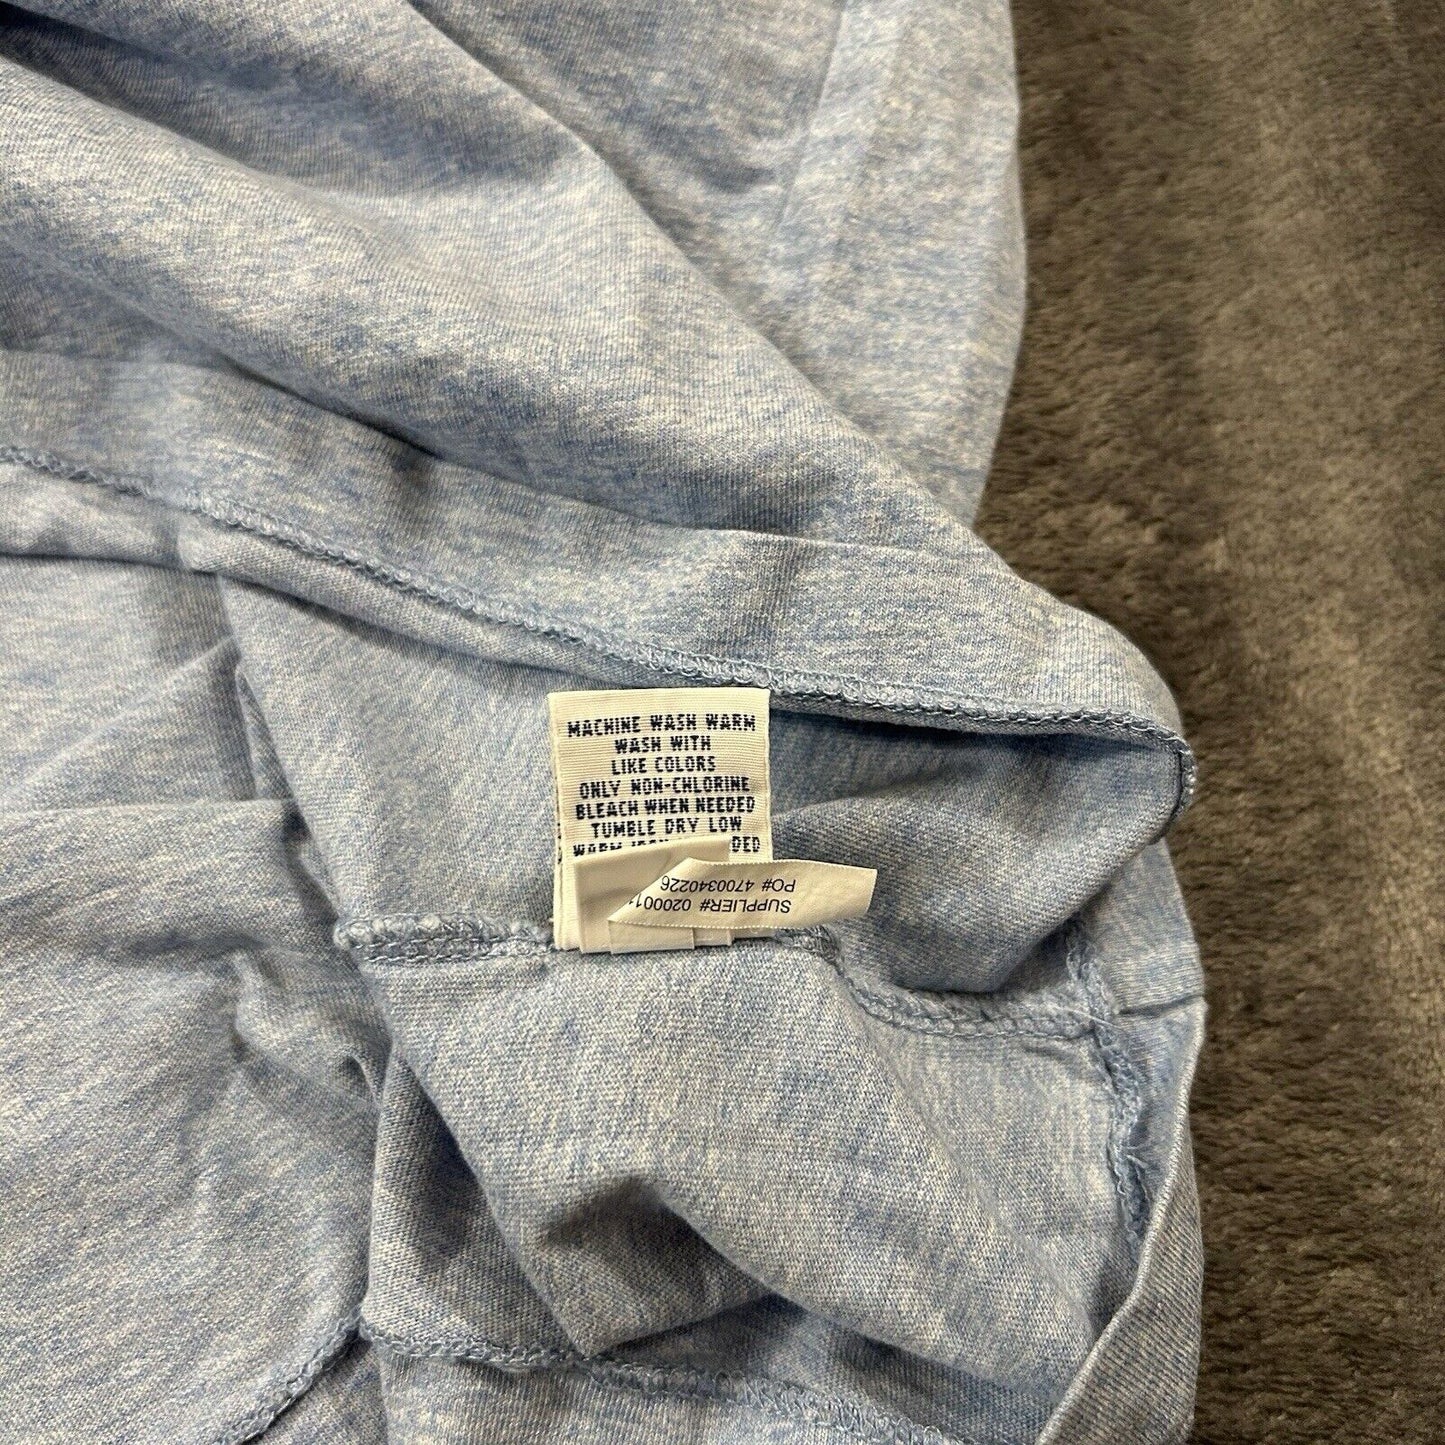 MACHINE WASH WARM
WASH WITH
LIKE COLORS
ONLY NON-CHLORINE
BLEACH WHEN NEEDED
TUMBLE DRY LOW
WARM
SUPPLIER#
PO# 4700340226